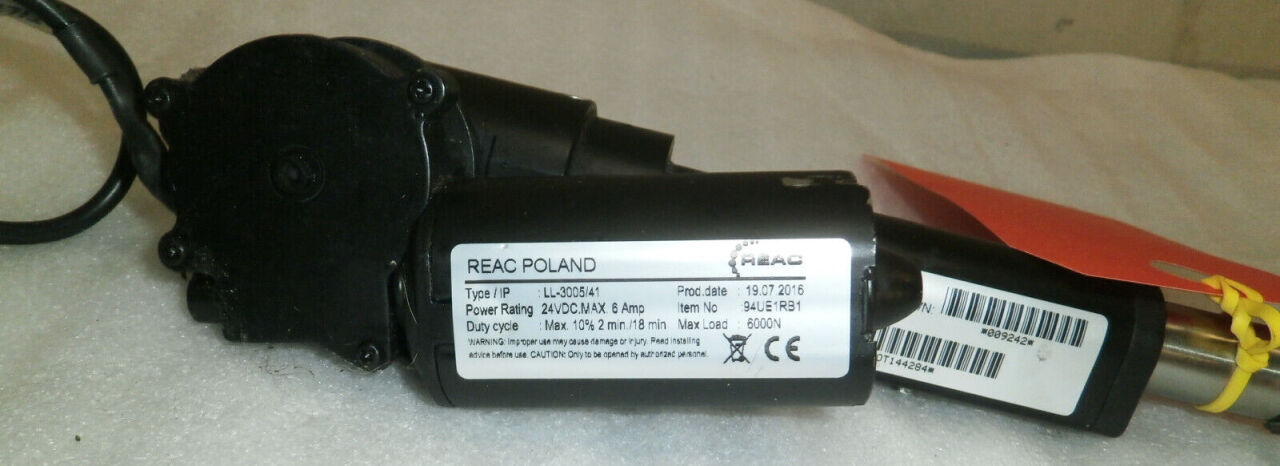 REAC POLAND
REAC
Type / IP : LL-3005/41 Prod.date : 19.07.2016
Power Rating 24VDC.MAX 6 Amp Item No : 94UE1RB1
Duty cycle : Max. 10% 2 min./18 min Max Load : 6000N
WARNING: Improper use may cause damage or injury. Read installing
advice before use. CAUTION: Only to be opened by authorized personel.
CE
N:
*009242*
OT144284*